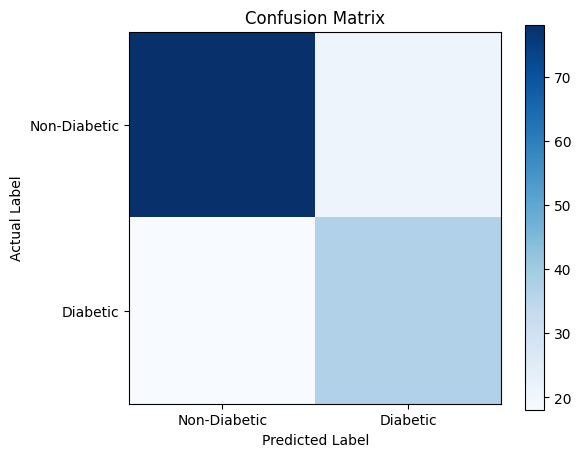 Confusion Matrix
Actual Label
Non-Diabetic
Diabetic
Non-Diabetic
Diabetic
Predicted Label
70
60
50
40
30
20